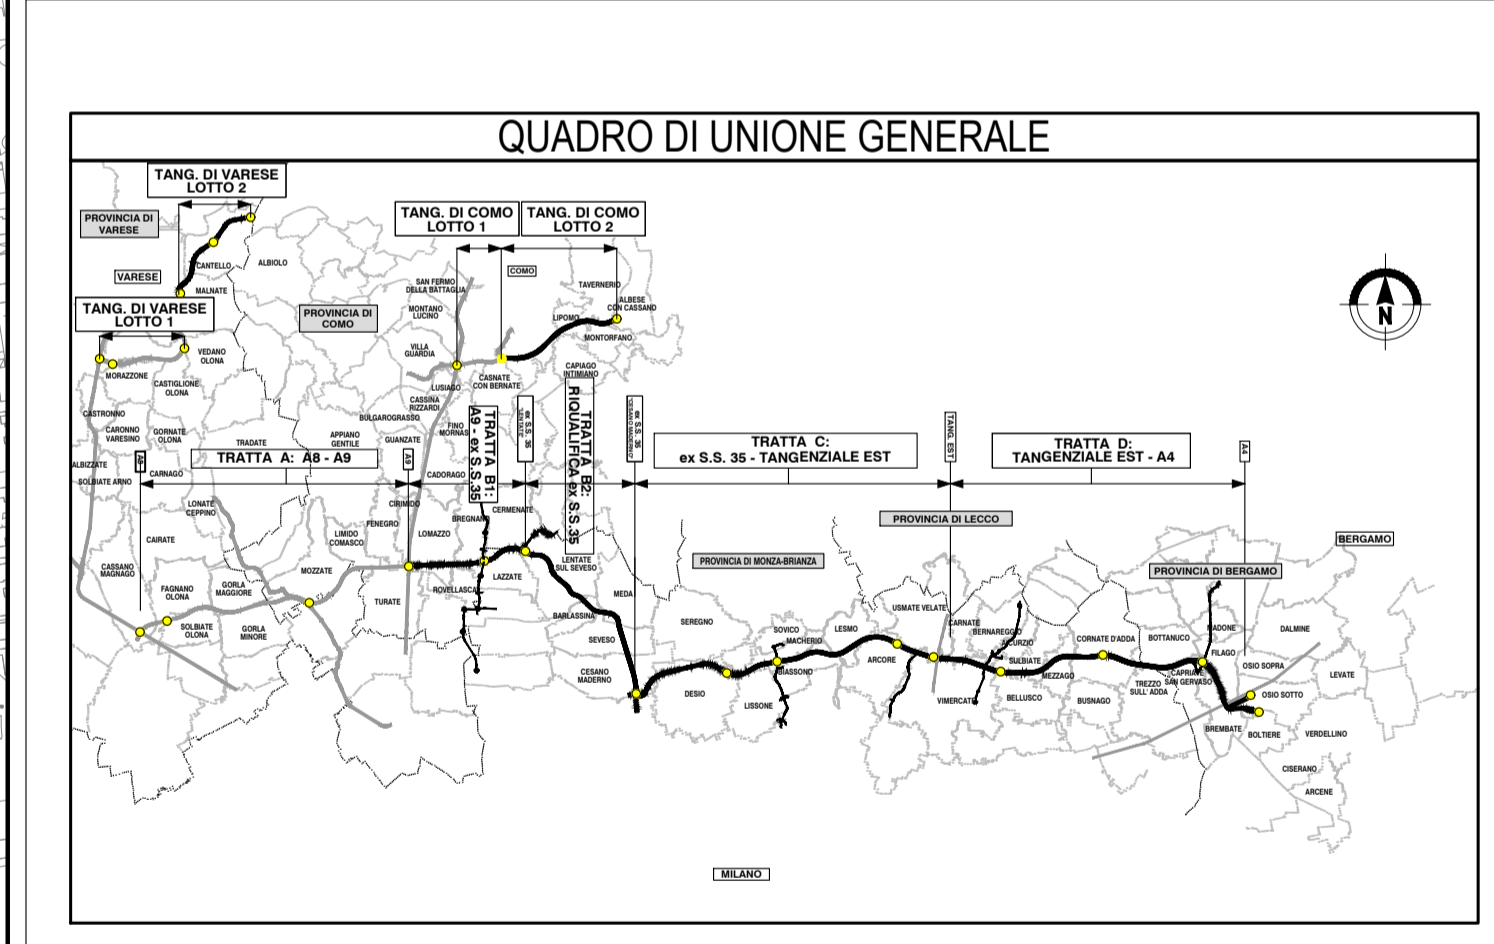 QUADRO DI UNIONE GENERALE
TANG. DI VARESE
LOTTO 2
PROVINCIA DI
VARESE
TANG. DI COMO
LOTTO 1
TANG. DI COMO
LOTTO 2
CANTELLO
ALBIOLO
VARESE
MALNATE
COMO
SAN FERMO
DELLA BATTAGLIA
TAVERNERIO
ALBESE
CON CASSANO
TANG. DI VARESE
LOTTO 1
PROVINCIA DI
COMO
MONTANO
LUCINO
LIPOMO
MONTORFANO
N
VEDANO
OLONA
VILLA
GUARDIA
MORAZZONE
CASTIGLIONE
OLONA
LUSIAGO
CASNATE
CON BERNATE
CAPIAGO
INTIMIANO
CASSINA
RIZZARDI
CASTRONNO
BULGAROGRASSO
CARONNO
VARESINO
GORNATE
OLONA
TRADATE
APPIANO
GENTILE
GUANZATE
FINO
MORNAS
TRATTA B1:
A9 - ex S.S.35
ex S.S. 35
LENTATE
TRATTA B2:
RIQUALIFICA ex S.S.35
ex S.S. 35
TRATTA C:
ex S.S. 35 - TANGENZIALE EST
TANG. EST
TRATTA D:
TANGENZIALE EST - A4
A4
ALBIZZATE
SOLBIATE ARNO
A8
CARNAGO
TRATTA A: A8 - A9
A9
CADORAGO
LONATE
CEPPINO
CIRIMIDO
FENEGRO
BREGNANO
CERMENATE
PROVINCIA DI LECCO
CAIRATE
LIMIDO
COMASCO
LOMAZZO
BERGAMO
CASSANO
MAGNAGO
MOZZATE
LENTATE
SUL SEVESO
PROVINCIA DI MONZA-BRIANZA
PROVINCIA DI BERGAMO
FAGNANO
OLONA
GORLA
MAGGIORE
ROVELLASCA
LAZZATE
MEDA
TURATE
BARLASSINA
USMATE VELATE
CARNATE
SOLBIATE
OLONA
GORLA
MINORE
SEVESO
SEREGNO
SOVICO
MACHERIO
LESMO
BERNAREGGIO
CORNATE D'ADDA
BOTTANUCO
MADONE
DALMINE
ARCORE
SULBIATE
FILAGO
CESANO
MADERNO
BIASSONO
MEZZAGO
OSIO SOPRA
LEVATE
DESIO
LISSONE
VIMERCATE
BELLUSCO
BUSNAGO
TREZZO
SULL' ADDA
SAN GERVASO
OSIO SOTTO
BREMBATE
BOLTIERE
VERDELLINO
CISERANO
ARCENE
MILANO